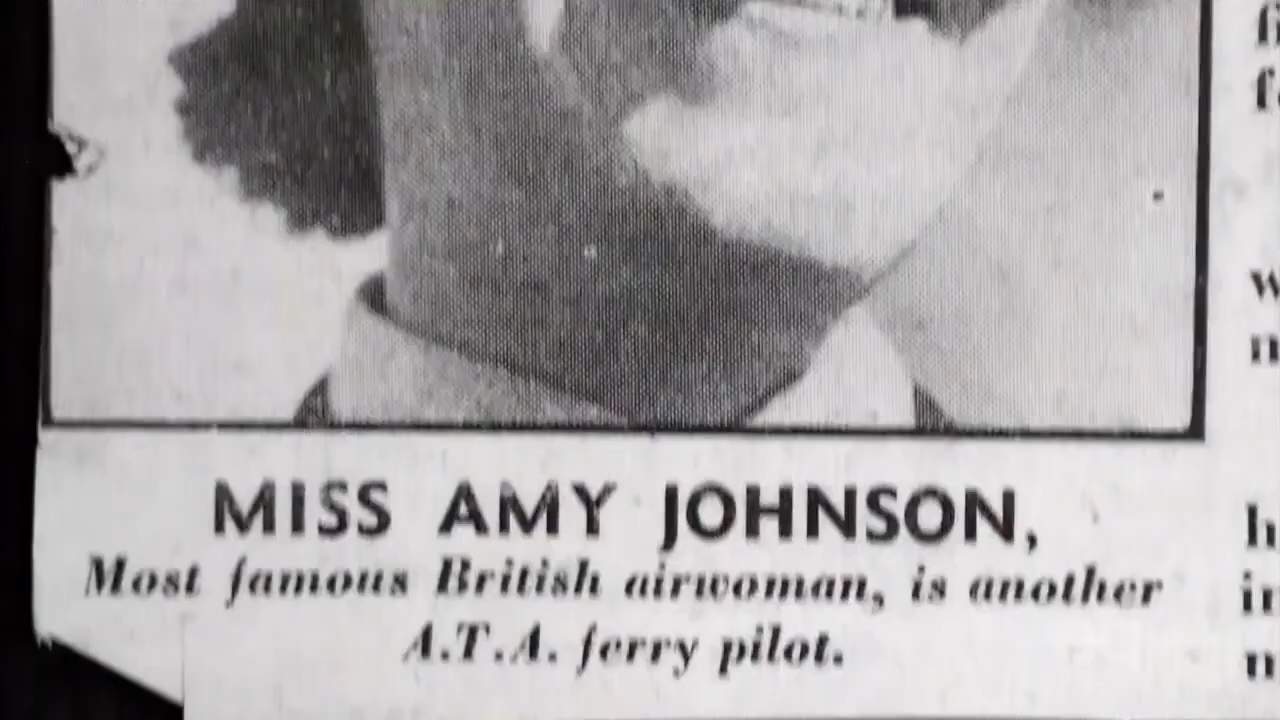 MISS AMY JOHNSON,
Most famous British airwoman, is another
A.T.A. ferry pilot.